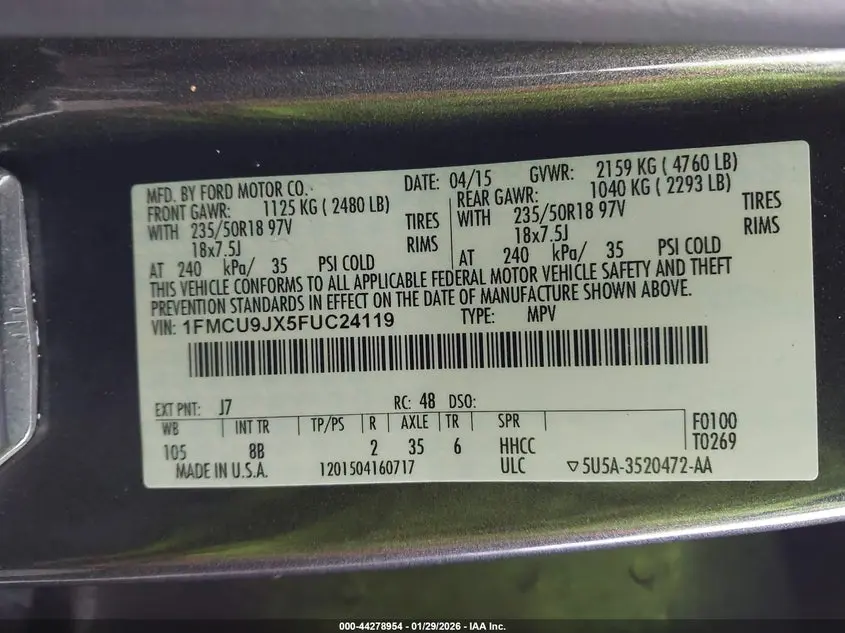 MFD. BY FORD MOTOR CO. DATE: 04/15 GVWR: 2159 KG ( 4760 LB)
FRONT GAWR: 1125 KG ( 2480 LB) REAR GAWR: 1040 KG ( 2293 LB)
WITH 235/50R18 97V TIRES WITH 235/50R18 97V TIRES
18x7.5J RIMS 18x7.5J RIMS
AT 240 kPa/ 35 PSI COLD AT 240 kPa/ 35 PSI COLD
THIS VEHICLE CONFORMS TO ALL APPLICABLE FEDERAL MOTOR VEHICLE SAFETY AND THEFT
PREVENTION STANDARDS IN EFFECT ON THE DATE OF MANUFACTURE SHOWN ABOVE.
VIN: 1FMCU9JX5FUC24119 TYPE: MPV
EXT PNT: J7 RC: 48 DSO:
WB INT TR TP/PS R AXLE TR SPR F0100
105 8B 2 35 6 HHCC T0269
MADE IN U.S.A. 1201504160717 ULC ▽5U5A-3520472-AA
000-44278954 - 01/29/2026 - IAA Inc.